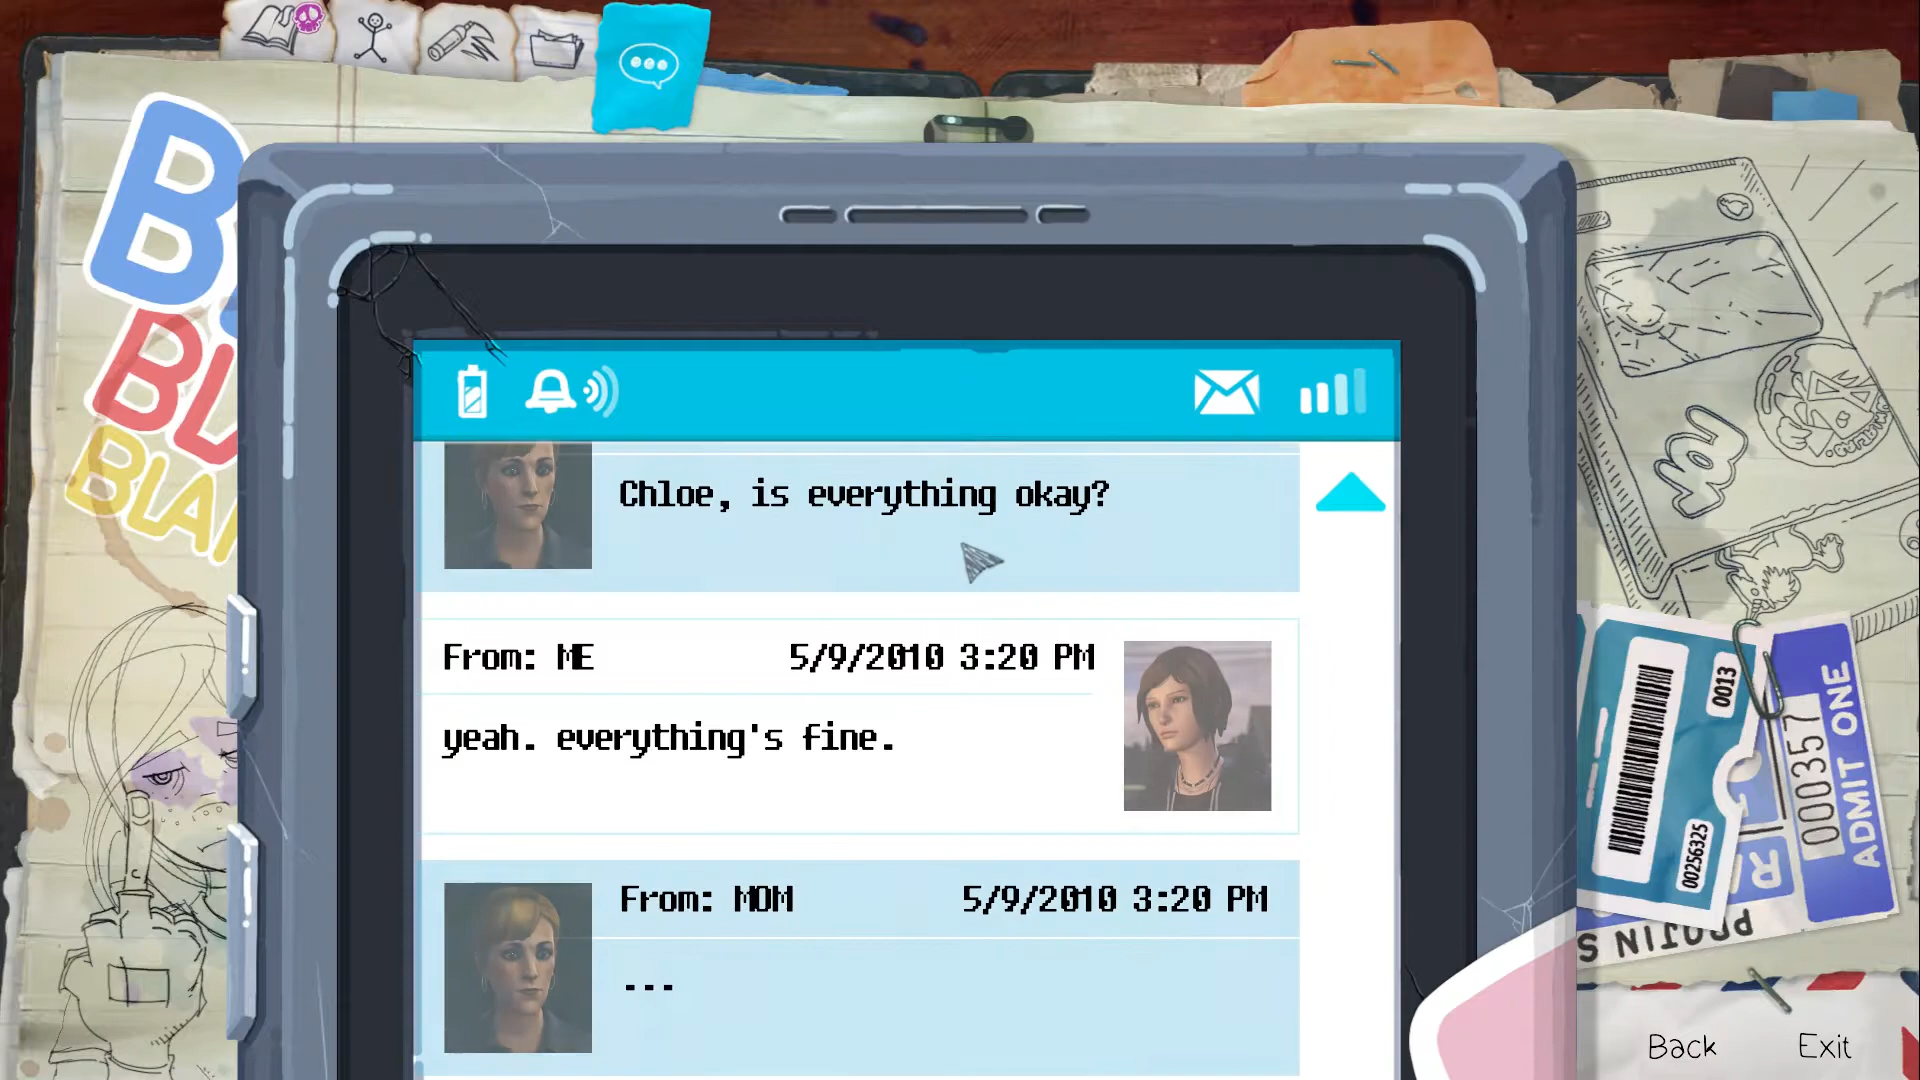 Chloe, is everything okay?
From: ME 5/9/2010 3:20 PM
yeah. everything's fine.
From: MOM 5/9/2010 3:20 PM
...
0013
00256325
000357
ADMIT ONE
Back Exit